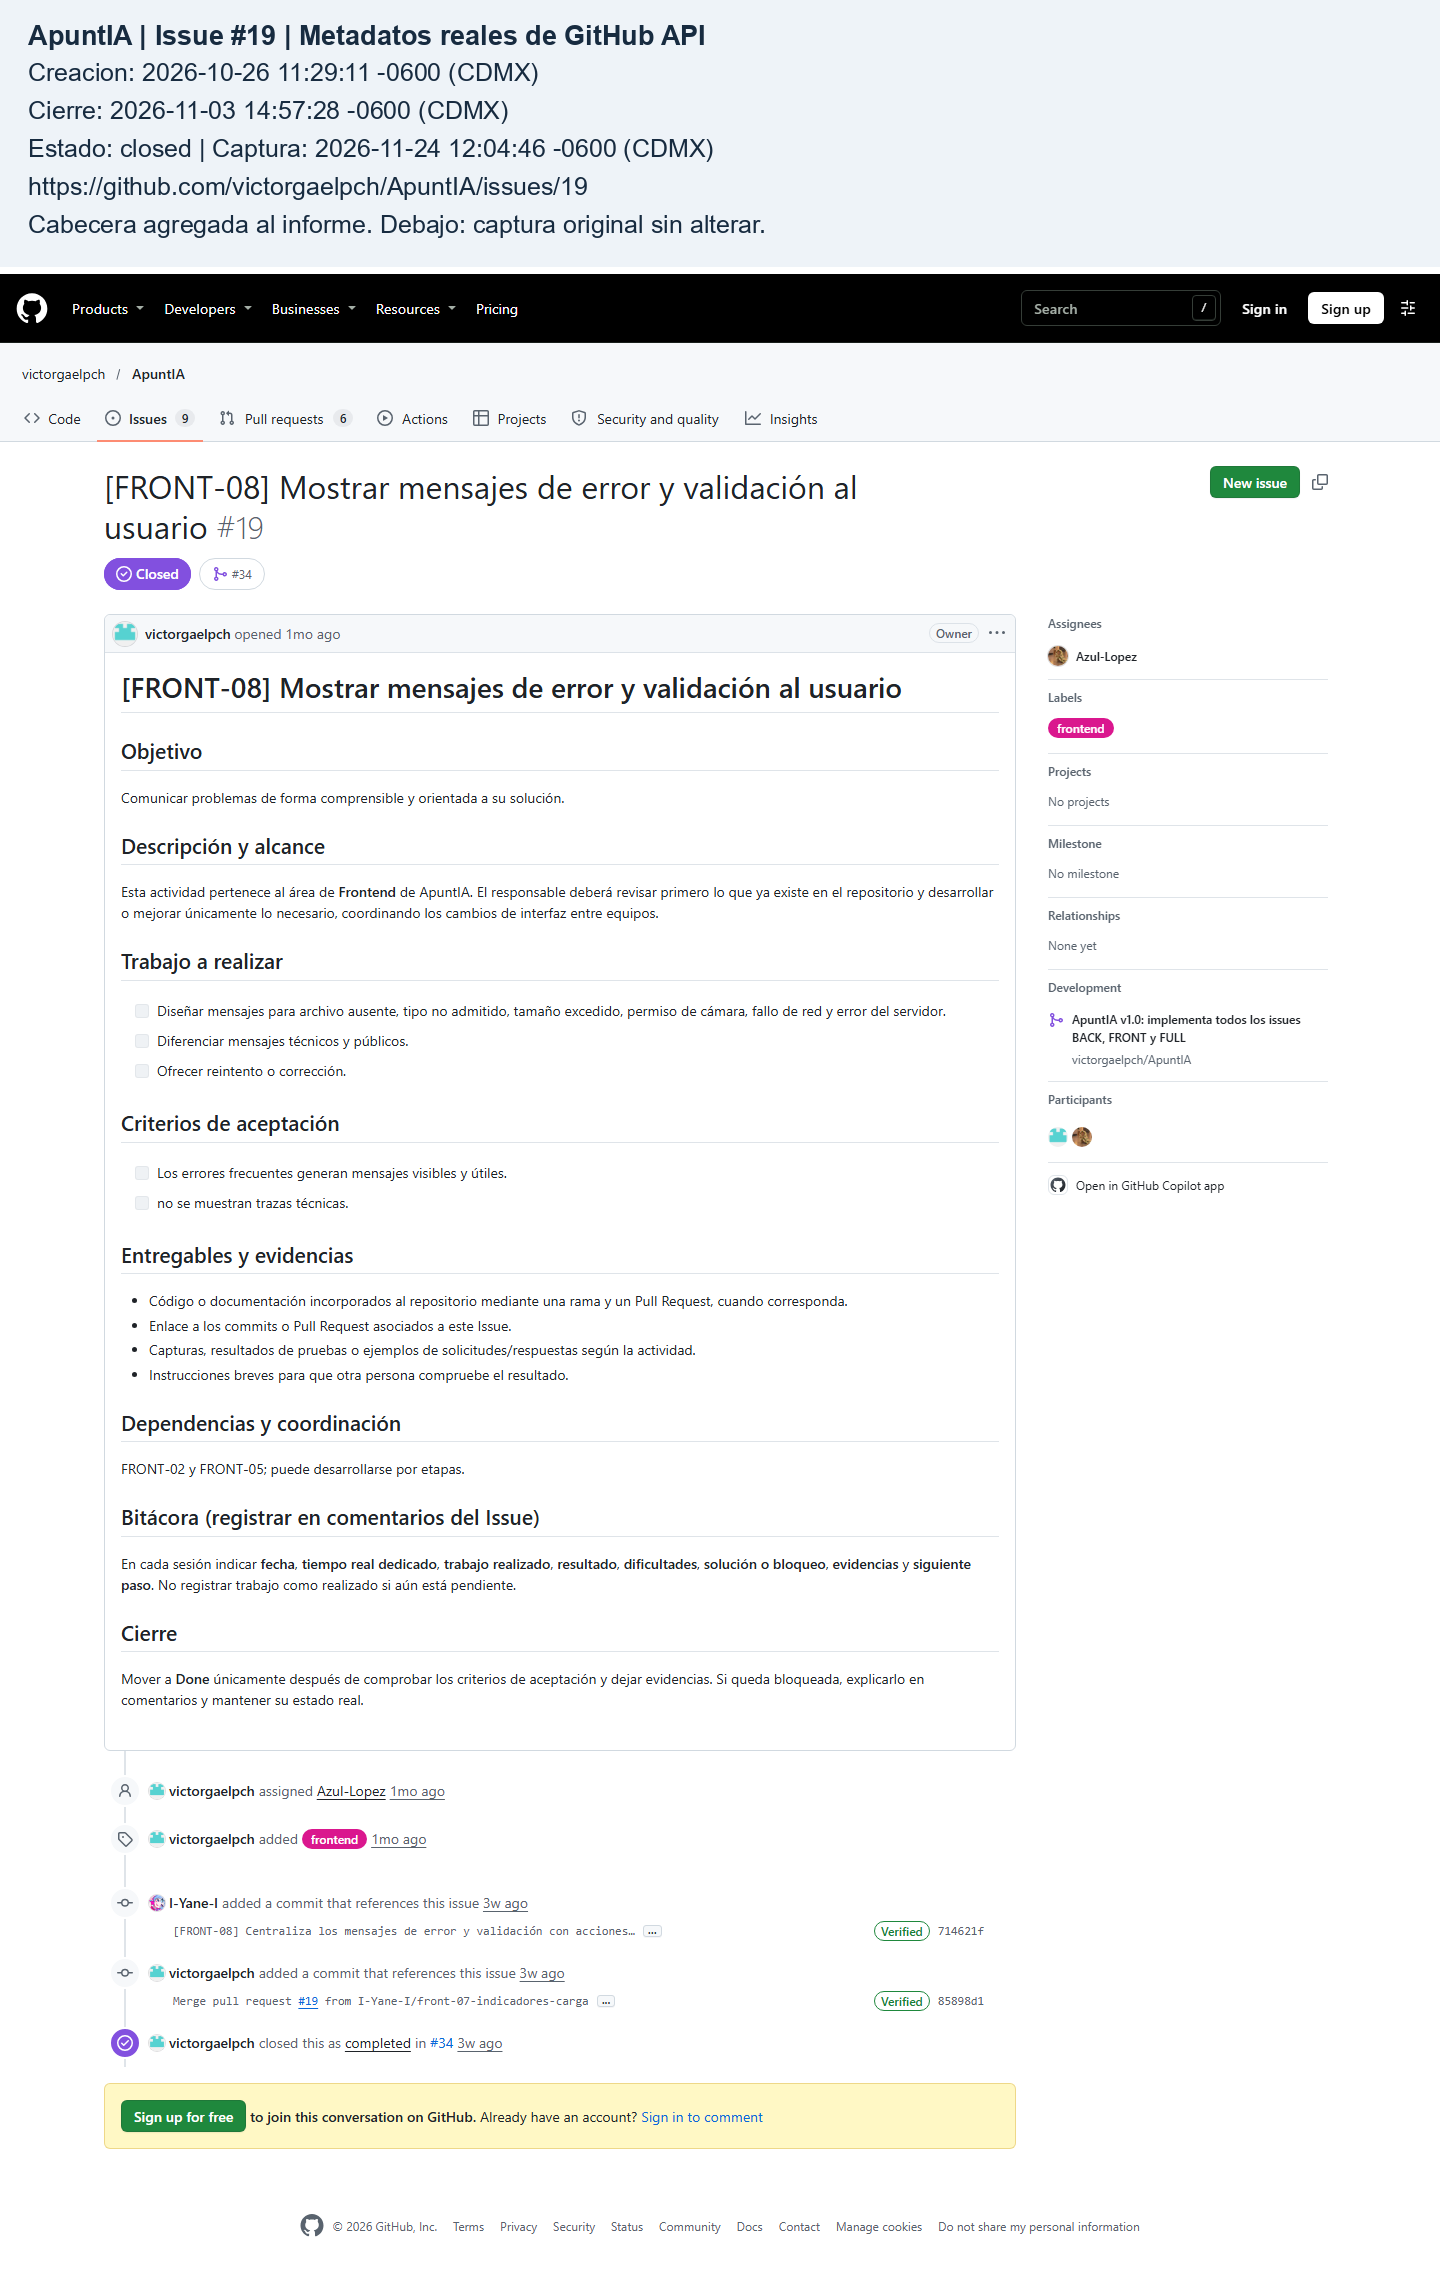 ApuntIA | Issue #19 | Metadatos reales de GitHub API
Creacion: 2026-10-26 11:29:11 -0600 (CDMX)
Cierre: 2026-11-03 14:57:28 -0600 (CDMX)
Estado: closed | Captura: 2026-11-24 12:04:46 -0600 (CDMX)
https://github.com/victorgaelpch/ApuntIA/issues/19
Cabecera agregada al informe. Debajo: captura original sin alterar.
Products Developers Businesses Resources Pricing Search / Sign in Sign up
victorgaelpch / ApuntIA
Code Issues 9 Pull requests 6 Actions Projects Security and quality Insights
[FRONT-08] Mostrar mensajes de error y validación al
usuario #19
New issue
Closed #34
victorgaelpch opened 1mo ago Owner
[FRONT-08] Mostrar mensajes de error y validación al usuario
Objetivo
Comunicar problemas de forma comprensible y orientada a su solución.
Descripción y alcance
Esta actividad pertenece al área de Frontend de ApuntIA. El responsable deberá revisar primero lo que ya existe en el repositorio y desarrollar
o mejorar únicamente lo necesario, coordinando los cambios de interfaz entre equipos.
Trabajo a realizar
Diseñar mensajes para archivo ausente, tipo no admitido, tamaño excedido, permiso de cámara, fallo de red y error del servidor.
Diferenciar mensajes técnicos y públicos.
Ofrecer reintento o corrección.
Criterios de aceptación
Los errores frecuentes generan mensajes visibles y útiles.
no se muestran trazas técnicas.
Entregables y evidencias
Código o documentación incorporados al repositorio mediante una rama y un Pull Request, cuando corresponda.
Enlace a los commits o Pull Request asociados a este Issue.
Capturas, resultados de pruebas o ejemplos de solicitudes/respuestas según la actividad.
Instrucciones breves para que otra persona compruebe el resultado.
Dependencias y coordinación
FRONT-02 y FRONT-05; puede desarrollarse por etapas.
Bitácora (registrar en comentarios del Issue)
En cada sesión indicar fecha, tiempo real dedicado, trabajo realizado, resultado, dificultades, solución o bloqueo, evidencias y siguiente
paso. No registrar trabajo como realizado si aún está pendiente.
Cierre
Mover a Done únicamente después de comprobar los criterios de aceptación y dejar evidencias. Si queda bloqueada, explicarlo en
comentarios y mantener su estado real.
Assignees
Azul-Lopez
Labels
frontend
Projects
No projects
Milestone
No milestone
Relationships
None yet
Development
ApuntIA v1.0: implementa todos los issues
BACK, FRONT y FULL
victorgaelpch/ApuntIA
Participants
Open in GitHub Copilot app
victorgaelpch assigned Azul-Lopez 1mo ago
victorgaelpch added frontend 1mo ago
I-Yane-I added a commit that references this issue 3w ago
[FRONT-08] Centraliza los mensajes de error y validación con acciones… ... Verified 714621f
victorgaelpch added a commit that references this issue 3w ago
Merge pull request #19 from I-Yane-I/front-07-indicadores-carga ... Verified 85898d1
victorgaelpch closed this as completed in #34 3w ago
Sign up for free to join this conversation on GitHub. Already have an account? Sign in to comment
© 2026 GitHub, Inc. Terms Privacy Security Status Community Docs Contact Manage cookies Do not share my personal information